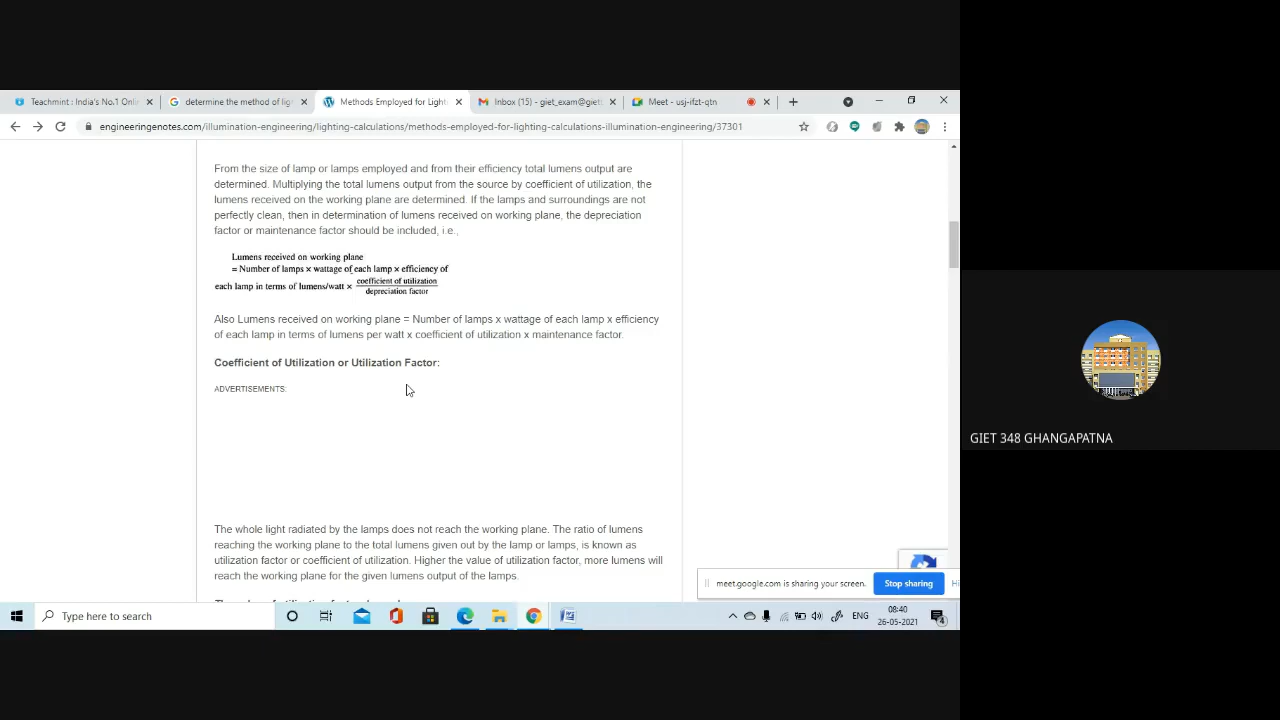 Teachmint : India's No.1 Onlin
determine the method of lig
Methods Employed for Light
Inbox (15) - giet_exam@giet
Meet - usj-ifzt-qtn
engineeringenotes.com/illumination-engineering/lighting-calculations/methods-employed-for-lighting-calculations-illumination-engineering/37301
From the size of lamp or lamps employed and from their efficiency total lumens output are
determined. Multiplying the total lumens output from the source by coefficient of utilization, the
lumens received on the working plane are determined. If the lamps and surroundings are not
perfectly clean, then in determination of lumens received on working plane, the depreciation
factor or maintenance factor should be included, i.e.,
Lumens received on working plane
= Number of lamps × wattage of each lamp × efficiency of
each lamp in terms of lumens/watt × coefficient of utilization
depreciation factor
Also Lumens received on working plane = Number of lamps x wattage of each lamp x efficiency
of each lamp in terms of lumens per watt x coefficient of utilization x maintenance factor.
Coefficient of Utilization or Utilization Factor:
ADVERTISEMENTS:
The whole light radiated by the lamps does not reach the working plane. The ratio of lumens
reaching the working plane to the total lumens given out by the lamp or lamps, is known as
utilization factor or coefficient of utilization. Higher the value of utilization factor, more lumens will
reach the working plane for the given lumens output of the lamps.
meet.google.com is sharing your screen.
Stop sharing
Hi
GIET 348 GHANGAPATNA
Type here to search
ENG
08:40
26-05-2021
4